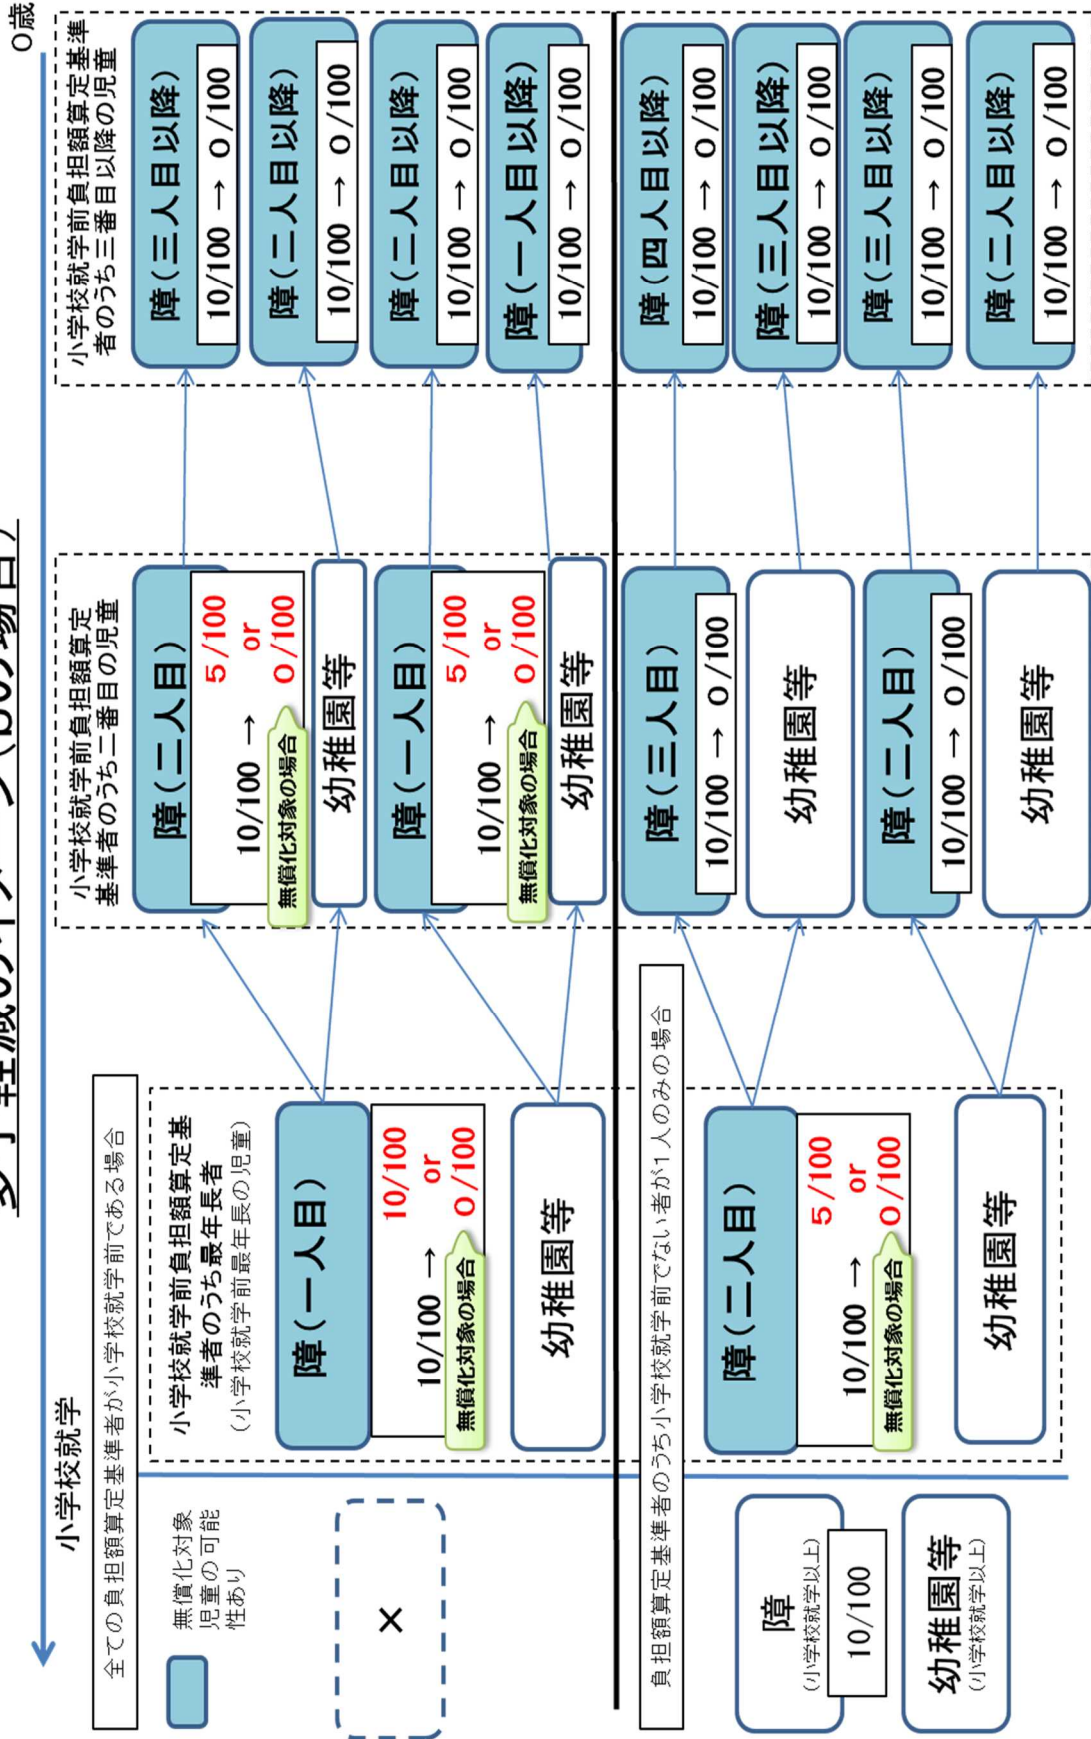 多子軽減のイメージ(bの場合)
小学校就学
0歳
全ての負担額算定基準者が小学校就学前である場合
無償化対象
児童の可能
性あり
×
小学校就学前負担額算定基
準者のうち最年長者
(小学校就学前最年長の児童)
障(一人目)
10/100 →
10/100
or
0/100
無償化対象の場合
幼稚園等
小学校就学前負担額算定
基準者のうち二番目の児童
障(二人目)
10/100 →
5/100
or
0/100
無償化対象の場合
幼稚園等
障(一人目)
10/100 →
5/100
or
0/100
無償化対象の場合
幼稚園等
小学校就学前負担額算定基準
者のうち三番目以降の児童
障(三人目以降)
10/100 → 0/100
障(二人目以降)
10/100 → 0/100
障(二人目以降)
10/100 → 0/100
障(一人目以降)
10/100 → 0/100
負担額算定基準者のうち小学校就学前でない者が1人のみの場合
障
(小学校就学以上)
10/100
幼稚園等
(小学校就学以上)
障(二人目)
10/100 →
5/100
or
0/100
無償化対象の場合
幼稚園等
障(三人目)
10/100 → 0/100
幼稚園等
障(二人目)
10/100 → 0/100
幼稚園等
障(四人目以降)
10/100 → 0/100
障(三人目以降)
10/100 → 0/100
障(三人目以降)
10/100 → 0/100
障(二人目以降)
10/100 → 0/100